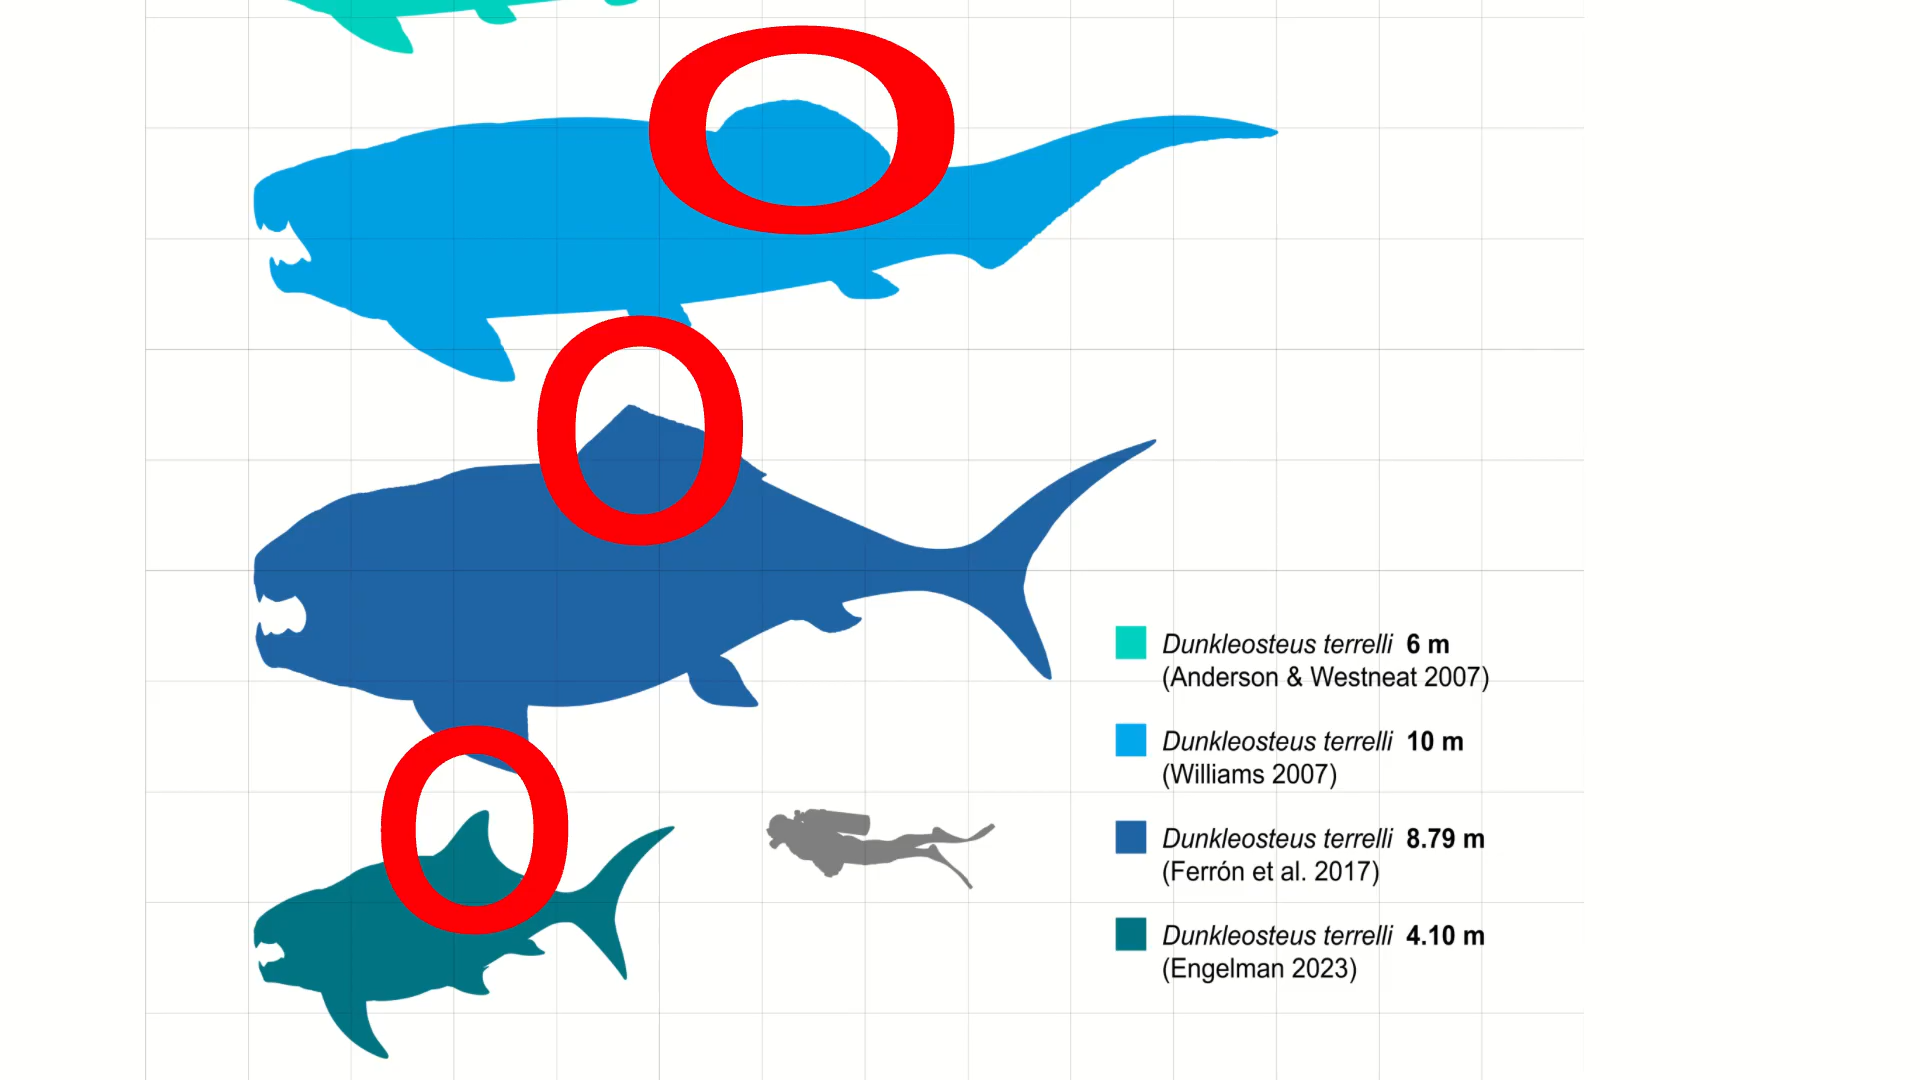 Dunkleosteus terrelli 6 m
(Anderson & Westneat 2007)
Dunkleosteus terrelli 10 m
(Williams 2007)
Dunkleosteus terrelli 8.79 m
(Ferrón et al. 2017)
Dunkleosteus terrelli 4.10 m
(Engelman 2023)